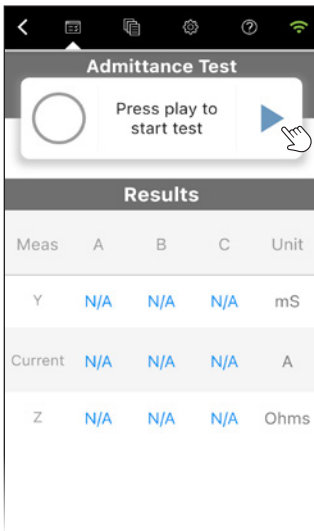 Admittance Test
Press play to
start test
Results
Meas A B C Unit
Y N/A N/A N/A mS
Current N/A N/A N/A A
Z N/A N/A N/A Ohms